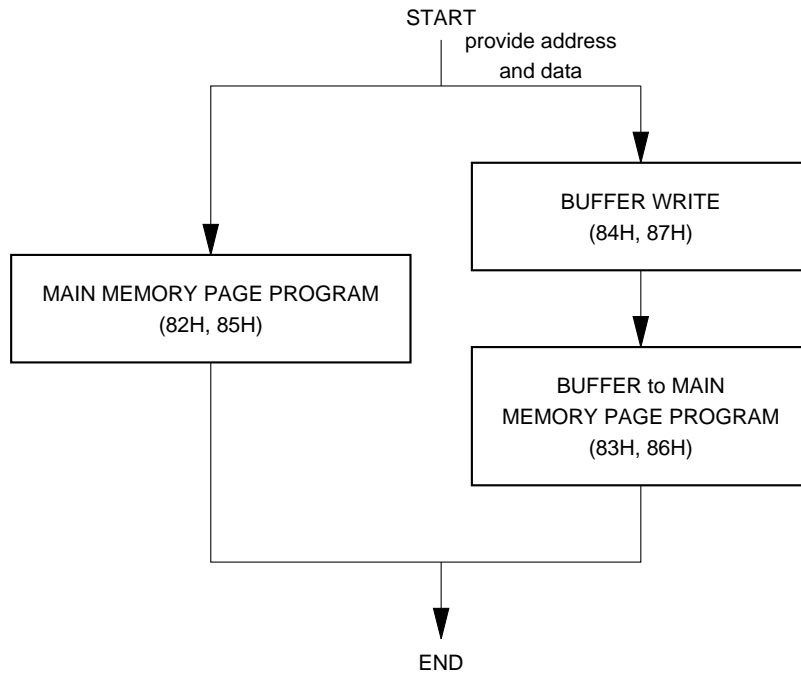 START
provide address
and data
BUFFER WRITE
(84H, 87H)
MAIN MEMORY PAGE PROGRAM
(82H, 85H)
BUFFER to MAIN
MEMORY PAGE PROGRAM
(83H, 86H)
END